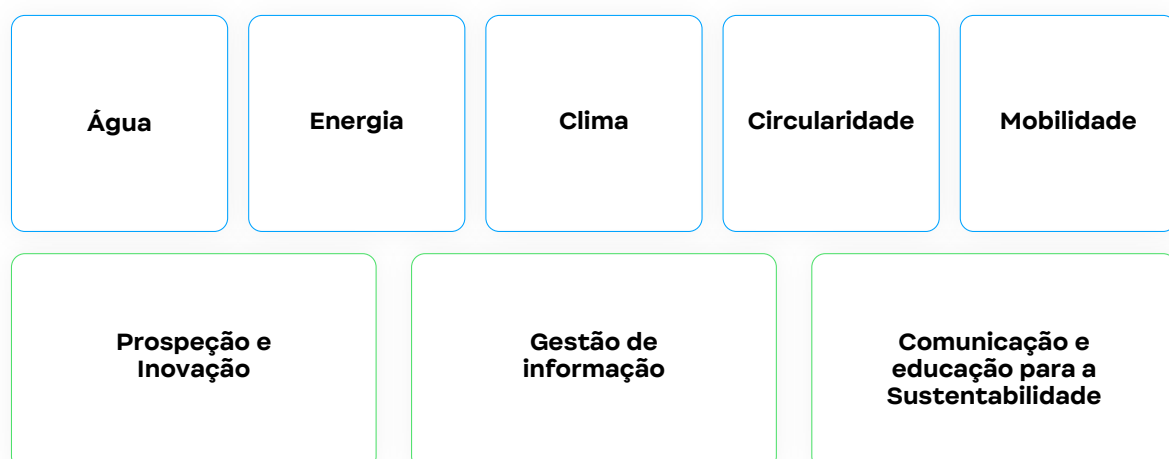 Água
Energia
Clima
Circularidade
Mobilidade
Prospeção e
Inovação
Gestão de
informação
Comunicação e
educação para a
Sustentabilidade